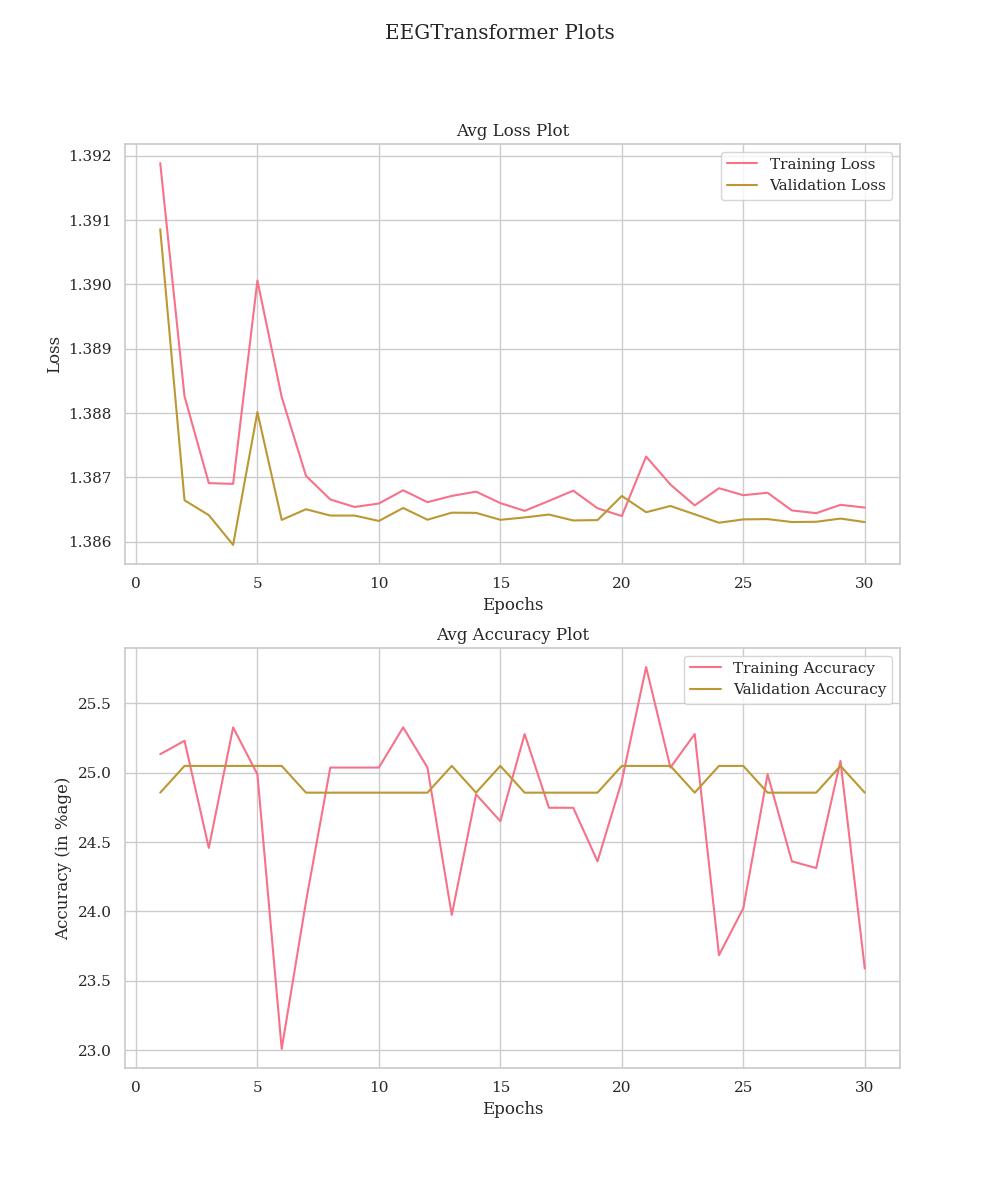 EEGTransformer Plots
Avg Loss Plot
1.392
1.391
1.390
1.389
1.388
1.387
1.386
Loss
Training Loss
Validation Loss
0 5 10 15 20 25 30
Epochs
Avg Accuracy Plot
25.5
25.0
24.5
24.0
23.5
23.0
Accuracy (in %age)
Training Accuracy
Validation Accuracy
0 5 10 15 20 25 30
Epochs